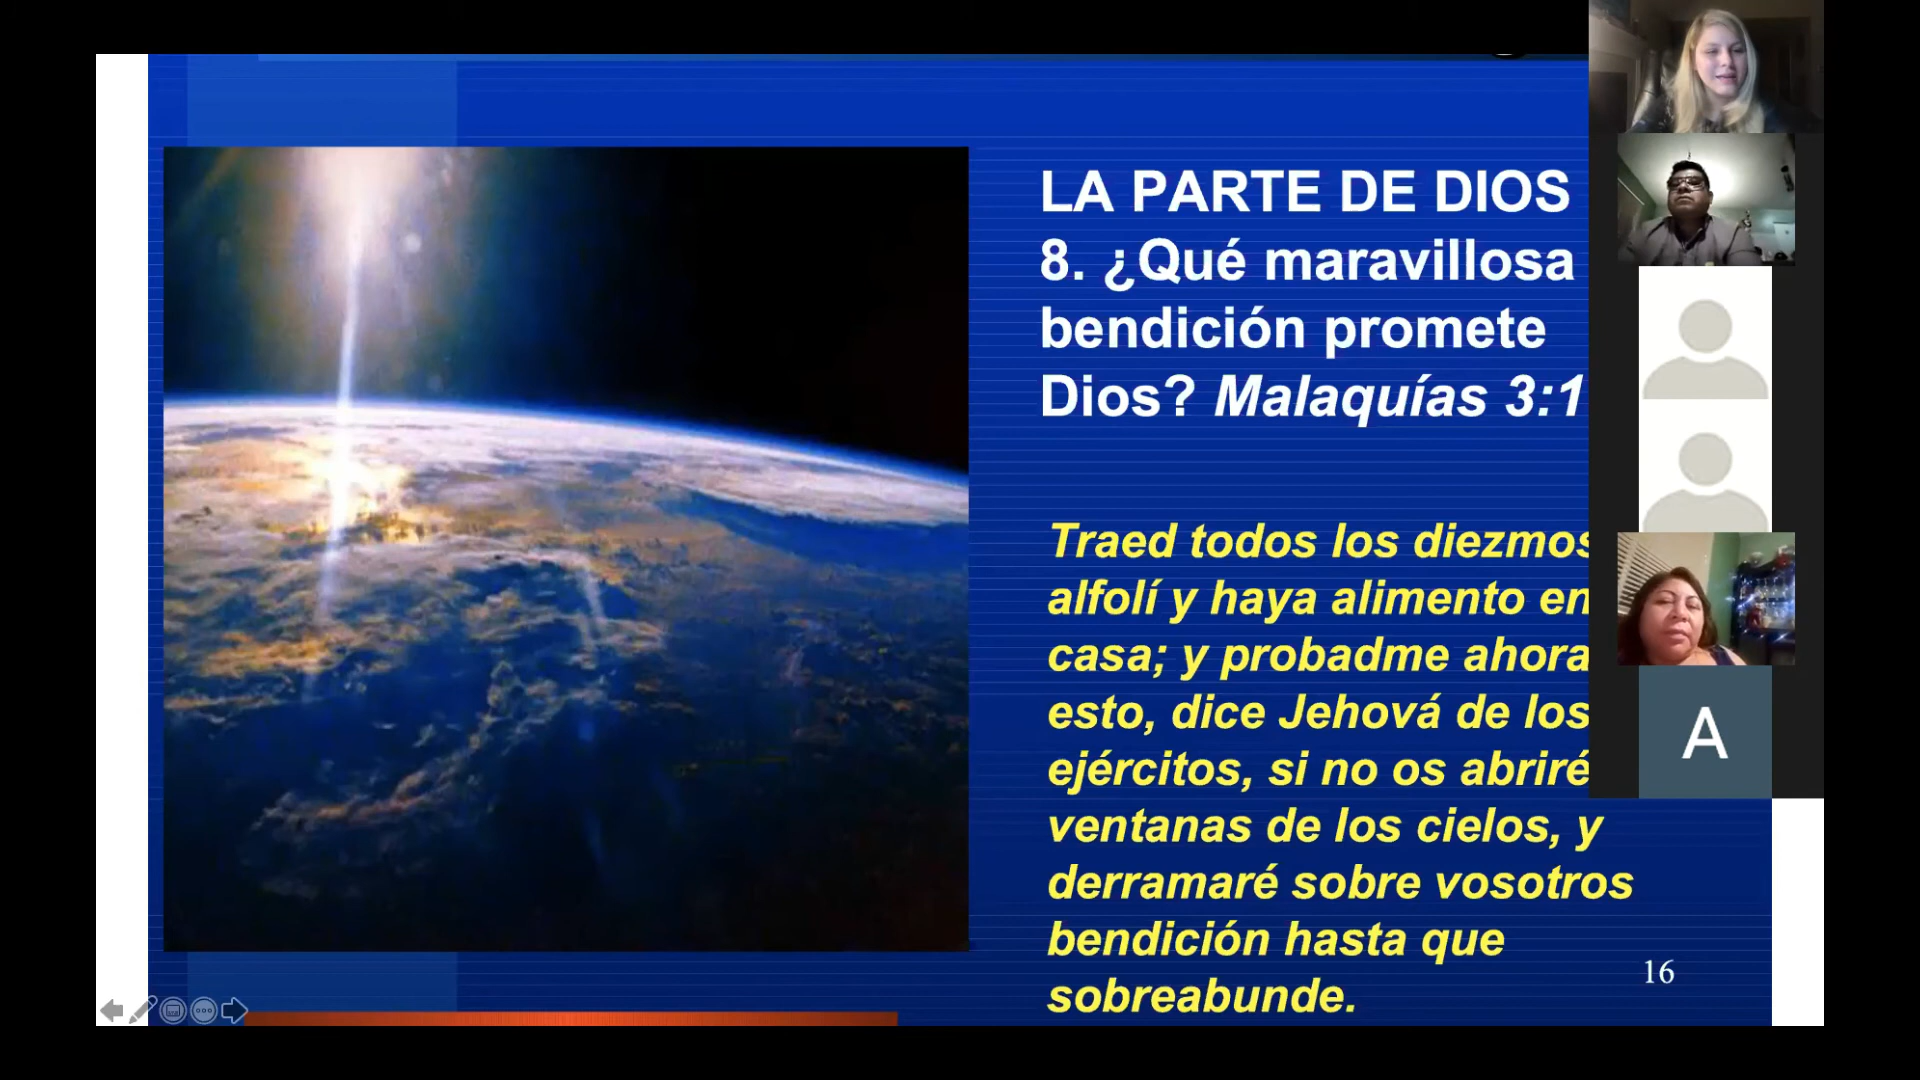 LA PARTE DE DIOS
8. ¿Qué maravillosa
bendición promete
Dios? Malaquías 3:1
Traed todos los diezmos
alfolí y haya alimento en
casa; y probadme ahora
esto, dice Jehová de los
ejércitos, si no os abriré
ventanas de los cielos, y
derramaré sobre vosotros
bendición hasta que
sobreabunde.
16
A